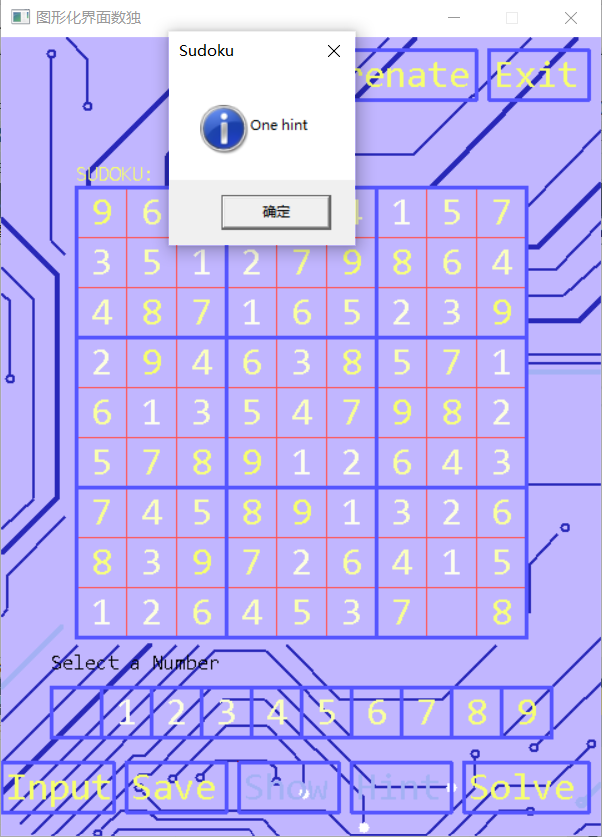 图形化界面数独
Sudoku
One hint
确定
renate Exit
SUDOKU:
9 6 4 1 5 7
3 5 1 2 7 9 8 6 4
4 8 7 1 6 5 2 3 9
2 9 4 6 3 8 5 7 1
6 1 3 5 4 7 9 8 2
5 7 8 9 1 2 6 4 3
7 4 5 8 9 1 3 2 6
8 3 9 7 2 6 4 1 5
1 2 6 4 5 3 7 8
Select a Number
1 2 3 4 5 6 7 8 9
Input Save Show Hint Solve